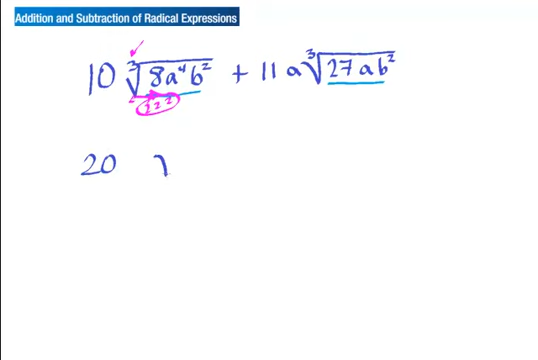 Addition and Subtraction of Radical Expressions
10 ∛(8a⁴b²) + 11a ∛(27ab²)
2 2 2
20